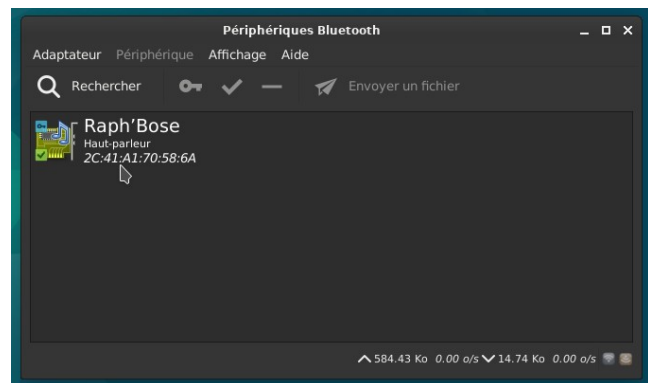 Périphériques Bluetooth
Adaptateur Périphérique Affichage Aide
Rechercher Envoyer un fichier
Raph'Bose
Haut-parleur
2C:41:A1:70:58:6A
584.43 Ko 0.00 o/s 14.74 Ko 0.00 o/s